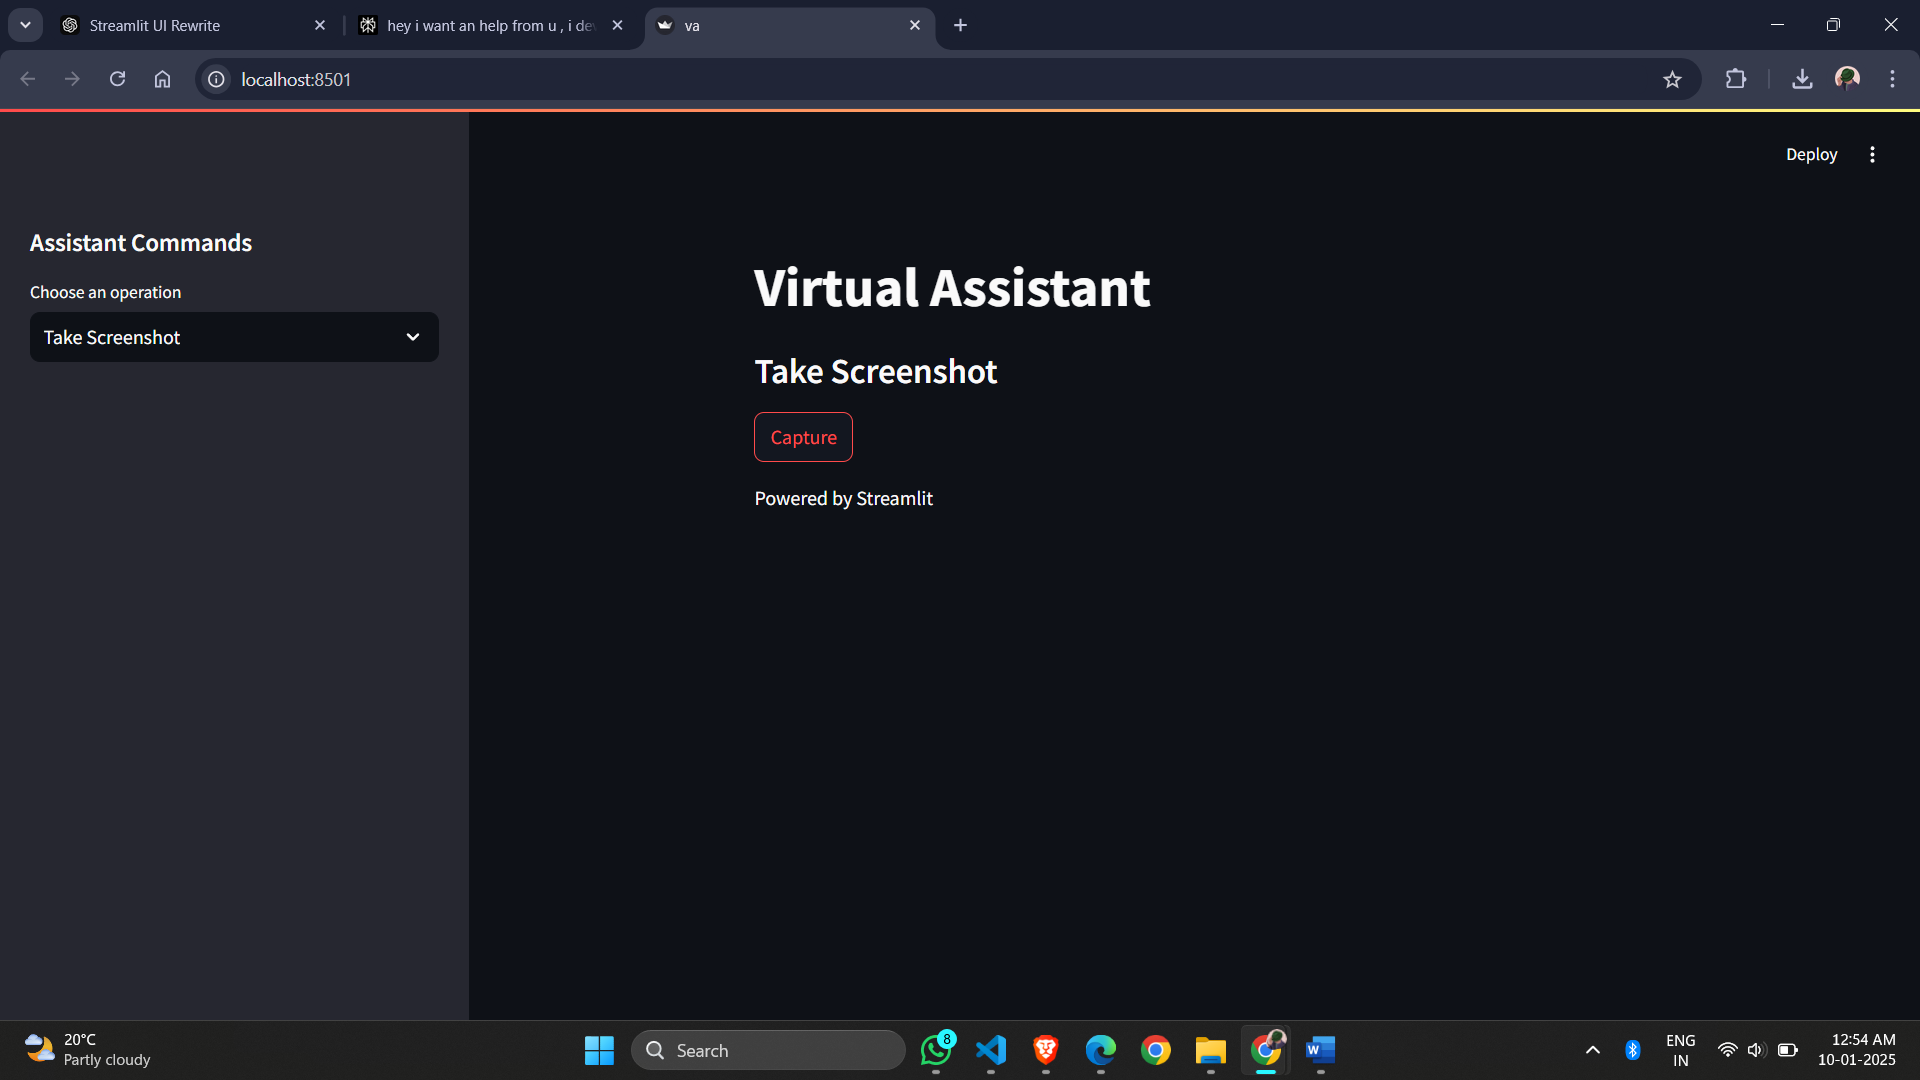 Streamlit UI Rewrite
hey i want an help from u , i de
va
localhost:8501
Deploy
Assistant Commands
Choose an operation
Take Screenshot
Virtual Assistant
Take Screenshot
Capture
Powered by Streamlit
20°C
Partly cloudy
Search
8
ENG
IN
12:54 AM
10-01-2025